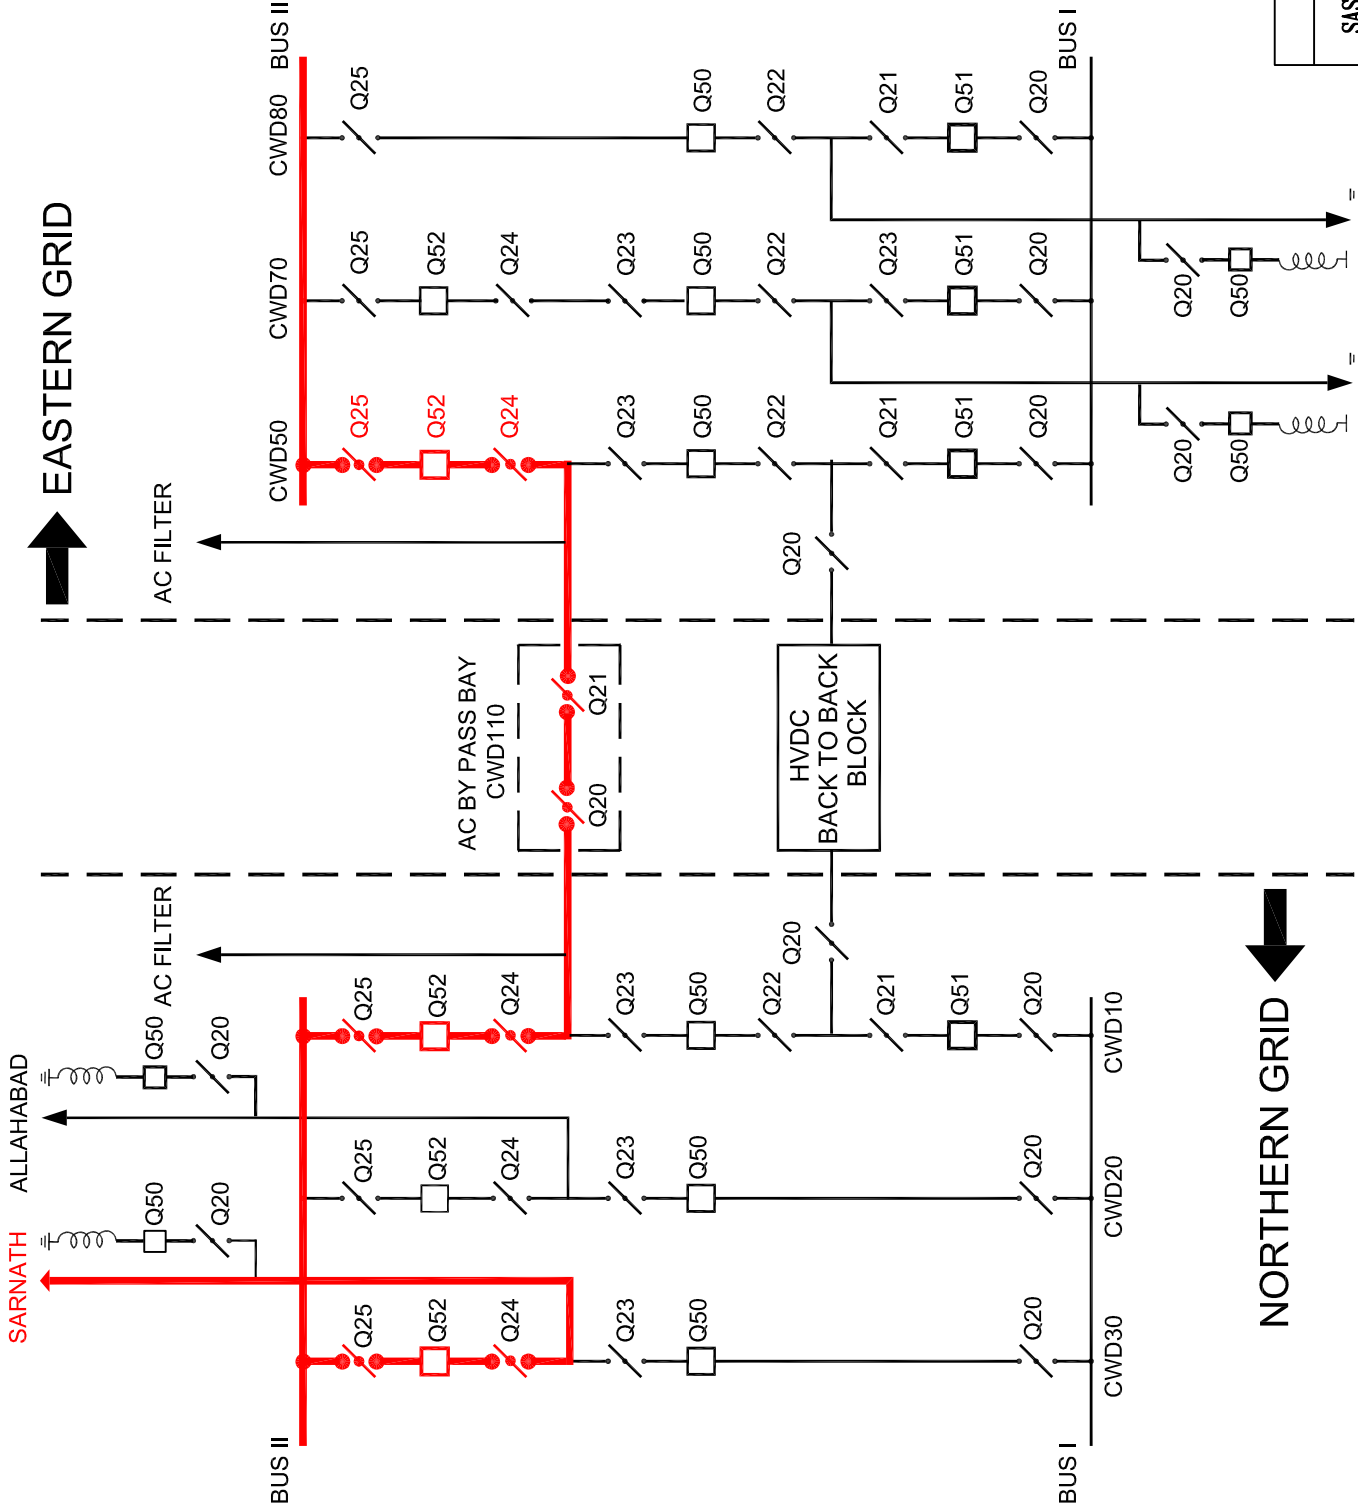 SARNATH
ALLAHABAD
EASTERN GRID
Q50
Q50
AC FILTER
AC FILTER
Q20
Q20
BUS II
CWD50
CWD70
CWD80
BUS II
Q25
Q25
Q25
Q25
Q25
Q25
Q52
Q52
Q52
Q52
Q52
AC BY PASS BAY
CWD110
Q24
Q24
Q24
Q24
Q24
Q20
Q21
Q23
Q23
Q23
Q23
Q23
Q50
Q50
Q50
Q50
Q50
Q50
Q22
Q22
Q22
Q22
Q20
Q20
HVDC
BACK TO BACK
BLOCK
Q21
Q21
Q23
Q21
Q51
Q51
Q51
Q51
Q20
Q20
Q20
Q20
Q20
Q20
BUS I
BUS I
CWD30
CWD20
CWD10
Q20
Q20
Q50
Q50
NORTHERN GRID